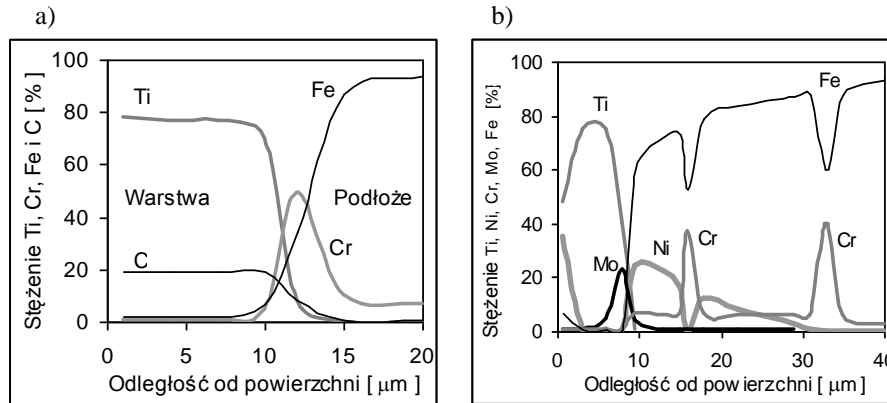 a)
100
80
60
40
20
0
Stężenie Ti, Cr, Fe i C [ % ]
Ti
Fe
Warstwa
Podłoże
C
Cr
0 5 10 15 20
Odległość od powierzchni [ μm ]
b)
100
80
60
40
20
0
Stężenie Ti, Ni, Cr, Mo, Fe [%]
Ti
Fe
Mo
Ni
Cr
Cr
0 10 20 30 40
Odległość od powierzchni [ μm ]